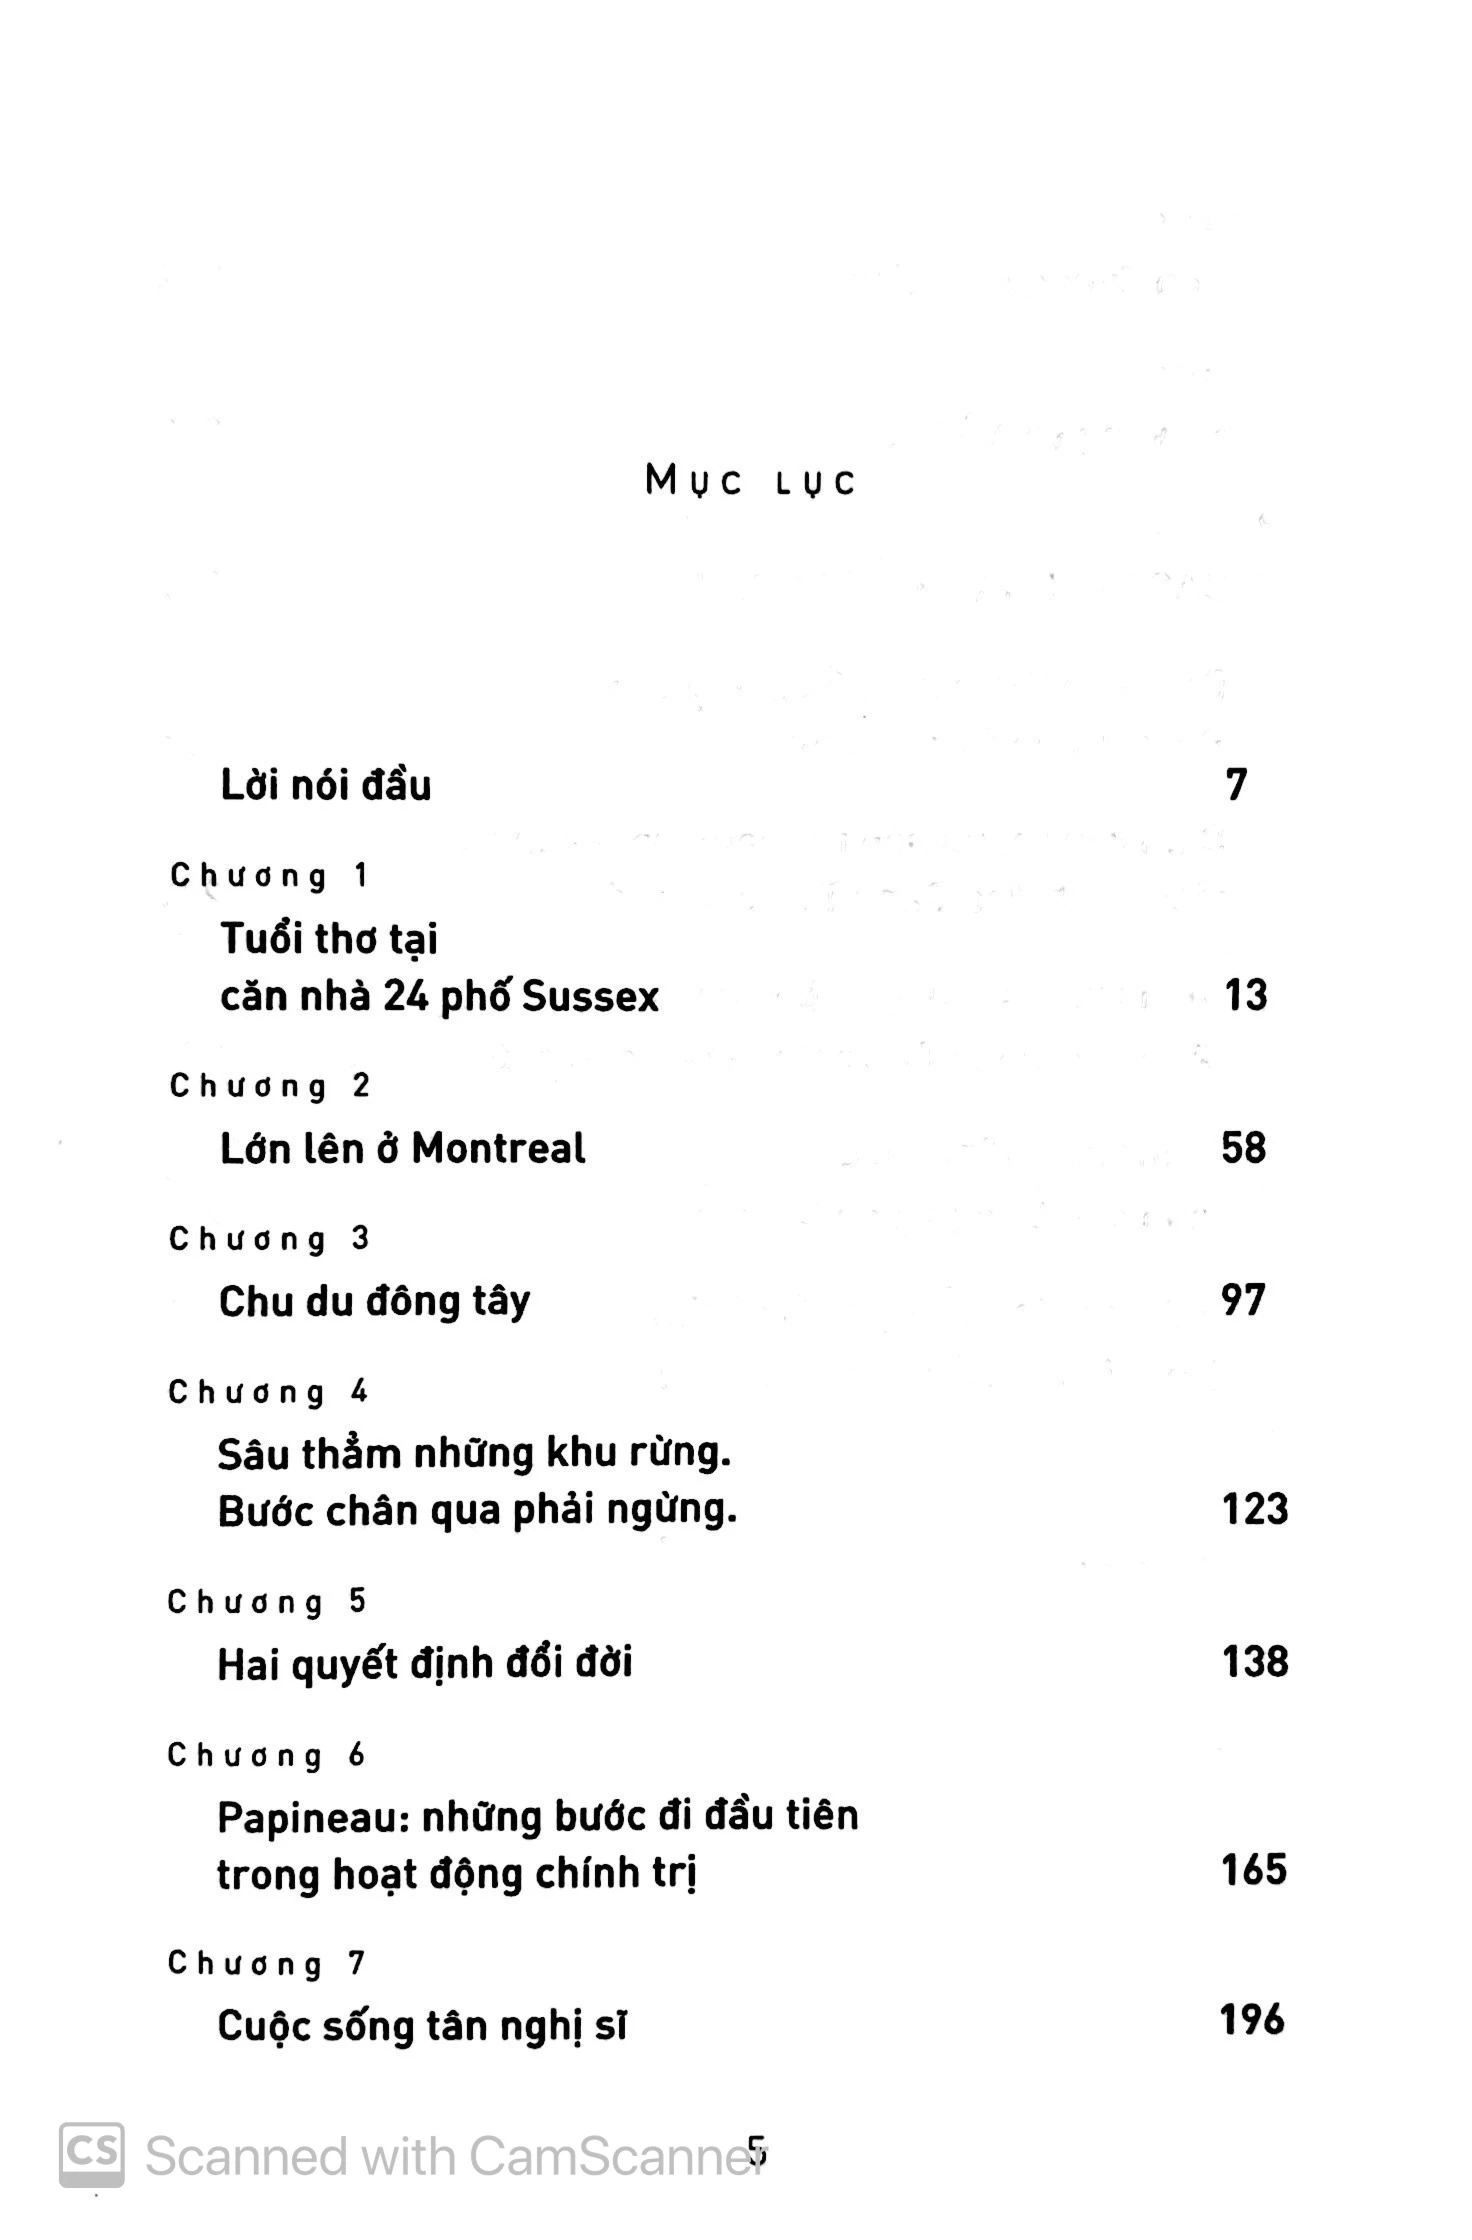 Mục lục
Lời nói đầu 7
Chương 1
Tuổi thơ tại
căn nhà 24 phố Sussex 13
Chương 2
Lớn lên ở Montreal 58
Chương 3
Chu du đông tây 97
Chương 4
Sâu thẳm những khu rừng.
Bước chân qua phải ngừng. 123
Chương 5
Hai quyết định đổi đời 138
Chương 6
Papineau: những bước đi đầu tiên
trong hoạt động chính trị 165
Chương 7
Cuộc sống tân nghị sĩ 196
5
CS Scanned with CamScanner